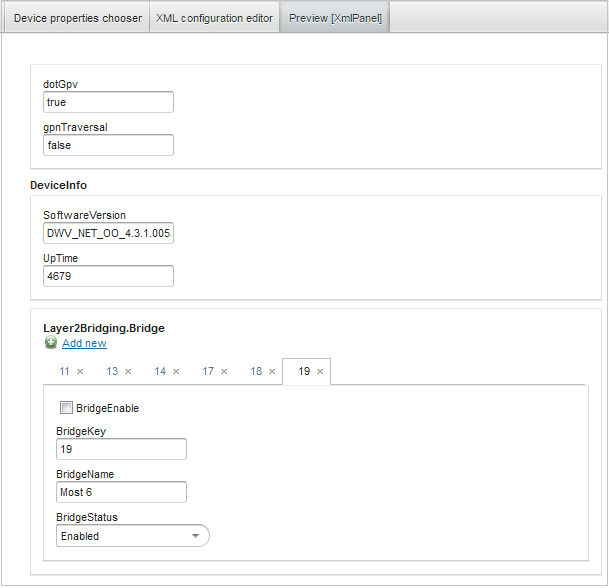 Device properties chooser XML configuration editor Preview [XmlPanel]
dotGpv
true
gpnTraversal
false
DeviceInfo
SoftwareVersion
DWV_NET_OO_4.3.1.005
UpTime
4679
Layer2Bridging.Bridge
Add new
11 × 13 × 14 × 17 × 18 × 19 ×
BridgeEnable
BridgeKey
19
BridgeName
Most 6
BridgeStatus
Enabled